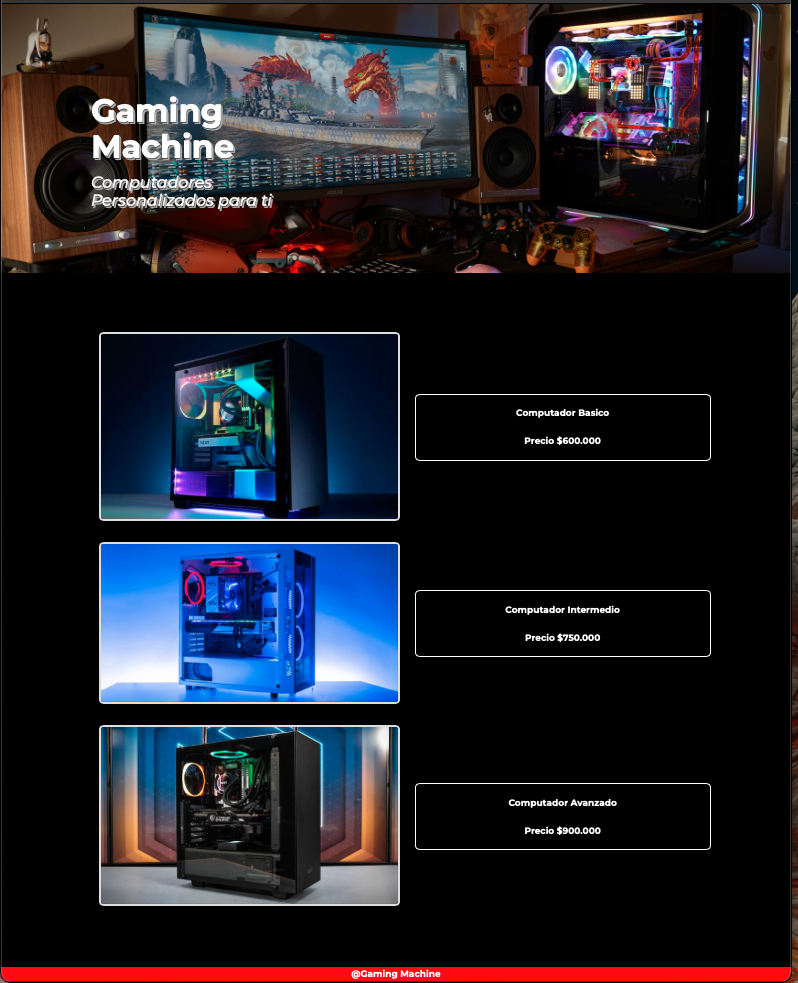 Gaming
Machine
Computadores
Personalizados para ti
Computador Basico
Precio $600.000
Computador Intermedio
Precio $750.000
Computador Avanzado
Precio $900.000
@Gaming Machine